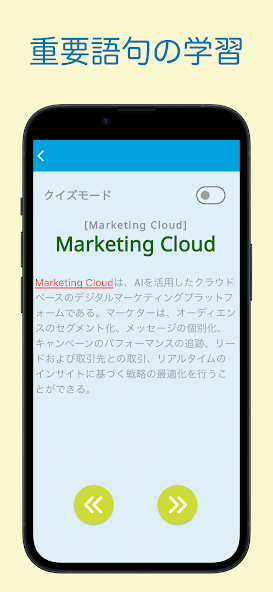 重要語句の学習
クイズモード
[Marketing Cloud]
Marketing Cloud
Marketing Cloudは、AIを活用したクラウド
ベースのデジタルマーケティングプラットフ
ォームである。マーケターは、オーディエン
スのセグメント化、メッセージの個別化、
キャンペーンのパフォーマンスの追跡、リー
ドおよび取引先との取引、リアルタイムの
インサイトに基づく戦略の最適化を行うこ
とができる。